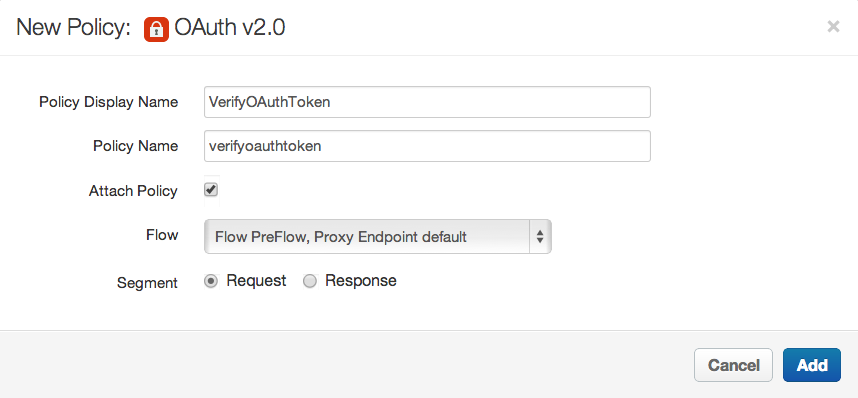 New Policy: OAuth v2.0 ×
Policy Display Name VerifyOAuthToken
Policy Name verifyoauthtoken
Attach Policy
Flow Flow PreFlow, Proxy Endpoint default
Segment Request Response
Cancel Add